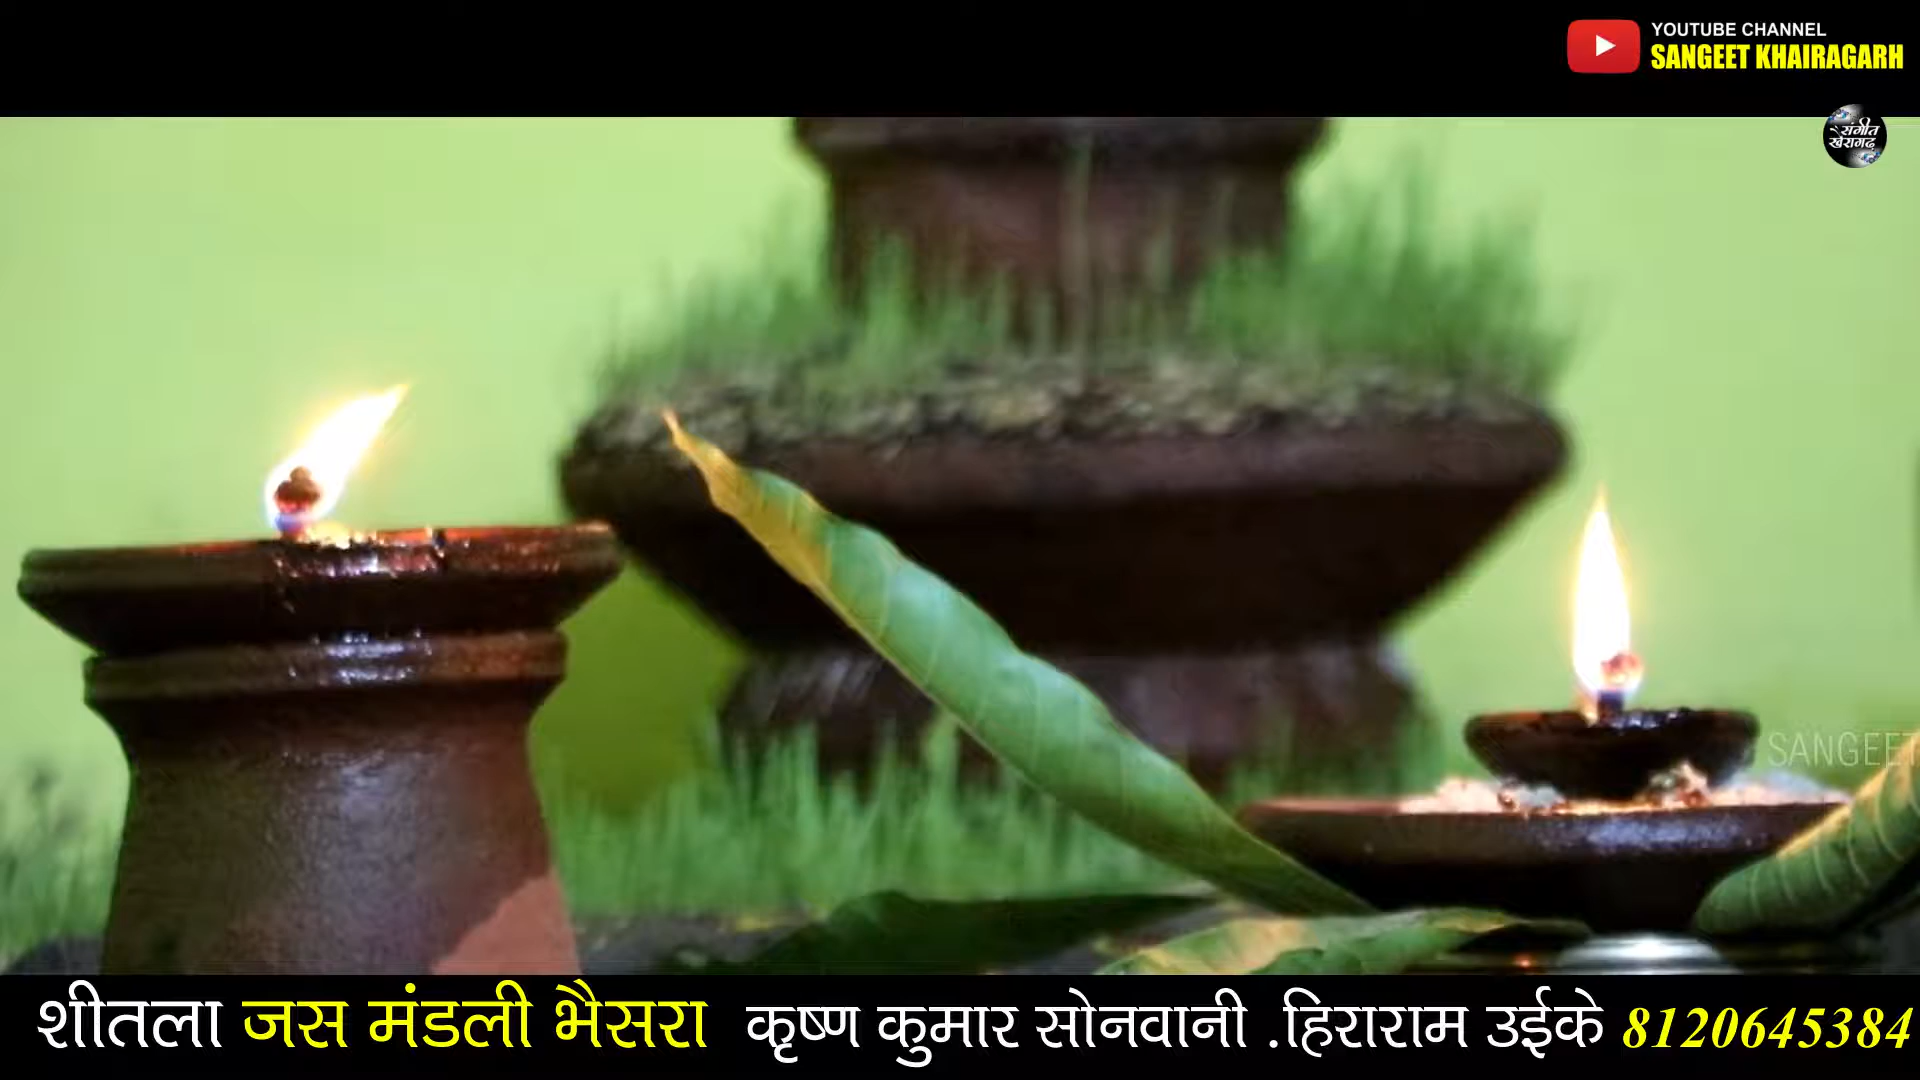 YOUTUBE CHANNEL
SANGEET KHAIRAGARH
संगीत
खैरागढ़
SANGEET
शीतला जस मंडली भैसरा कृष्ण कुमार सोनवानी .हिराराम उईके 8120645384